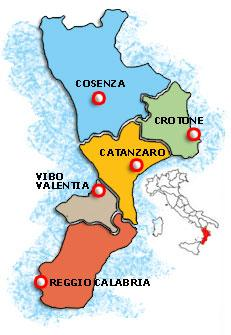 COSENZA
CROTONE
CATANZARO
VIBO
VALENTIA
REGGIO CALABRIA